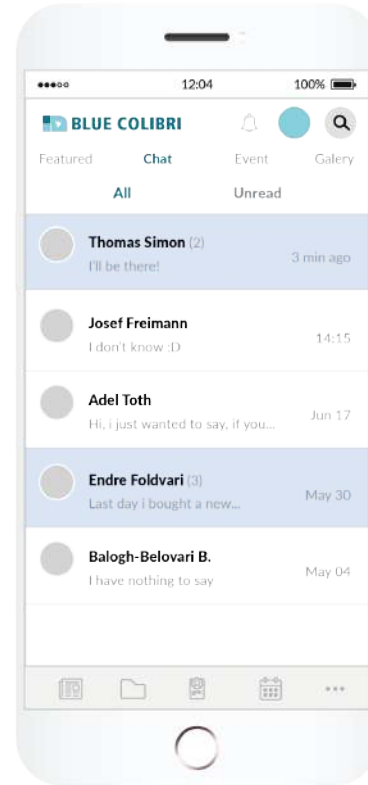 12:04
100%
BLUE COLIBRI
Featured Chat Event Galery
All Unread
Thomas Simon (2)
I'll be there!
3 min ago
Josef Freimann
I don't know :D
14:15
Adel Toth
Hi, i just wanted to say, if you...
Jun 17
Endre Foldvari (3)
Last day i bought a new...
May 30
Balogh-Belovari B.
I have nothing to say
May 04